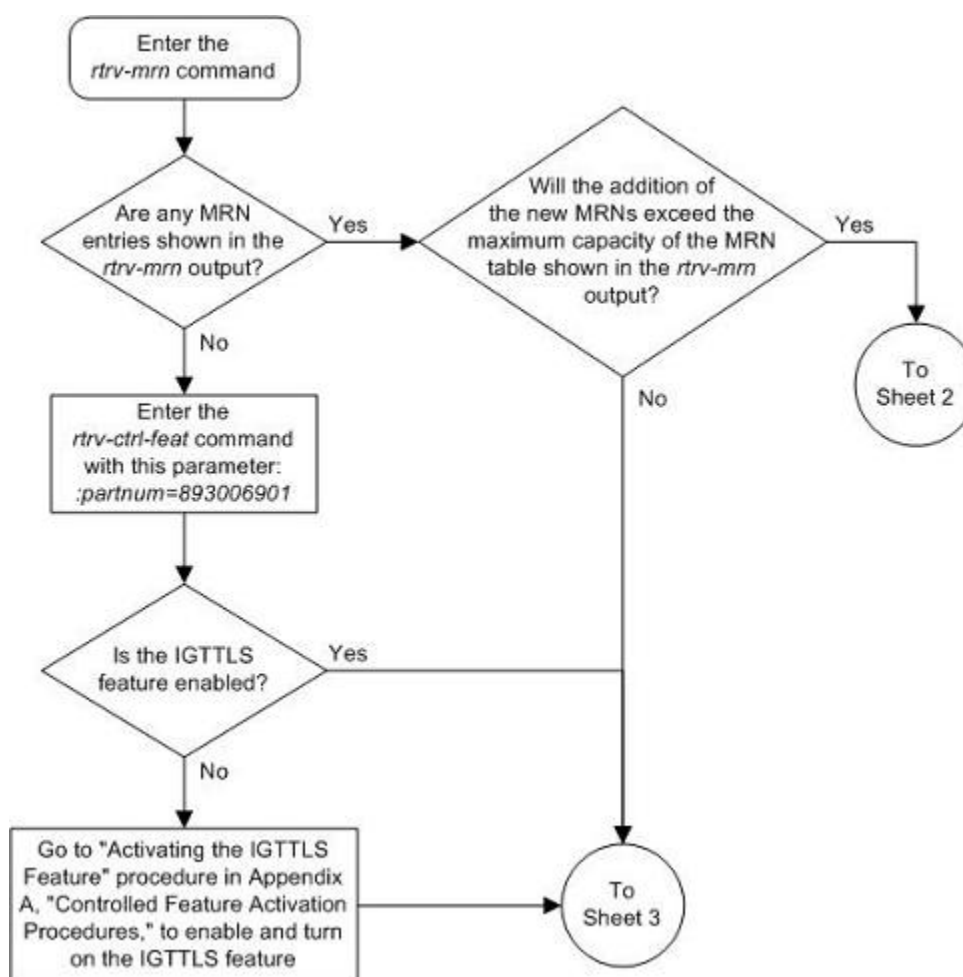 Enter the
rtrv-mrn
command
Are any MRN
entries shown in the
rtrv-mrn output?
Yes
Will the addition of
the new MRNs exceed the
maximum capacity of the MRN
table shown in the rtrv-mrn
output?
Yes
To
Sheet 2
No
No
Enter the
rtrv-ctrl-feat command
with this parameter:
:partnum=893006901
Is the IGTTLS
feature enabled?
Yes
No
Go to "Activating the IGTTLS
Feature" procedure in Appendix
A, "Controlled Feature Activation
Procedures," to enable and turn
on the IGTTLS feature
To
Sheet 3